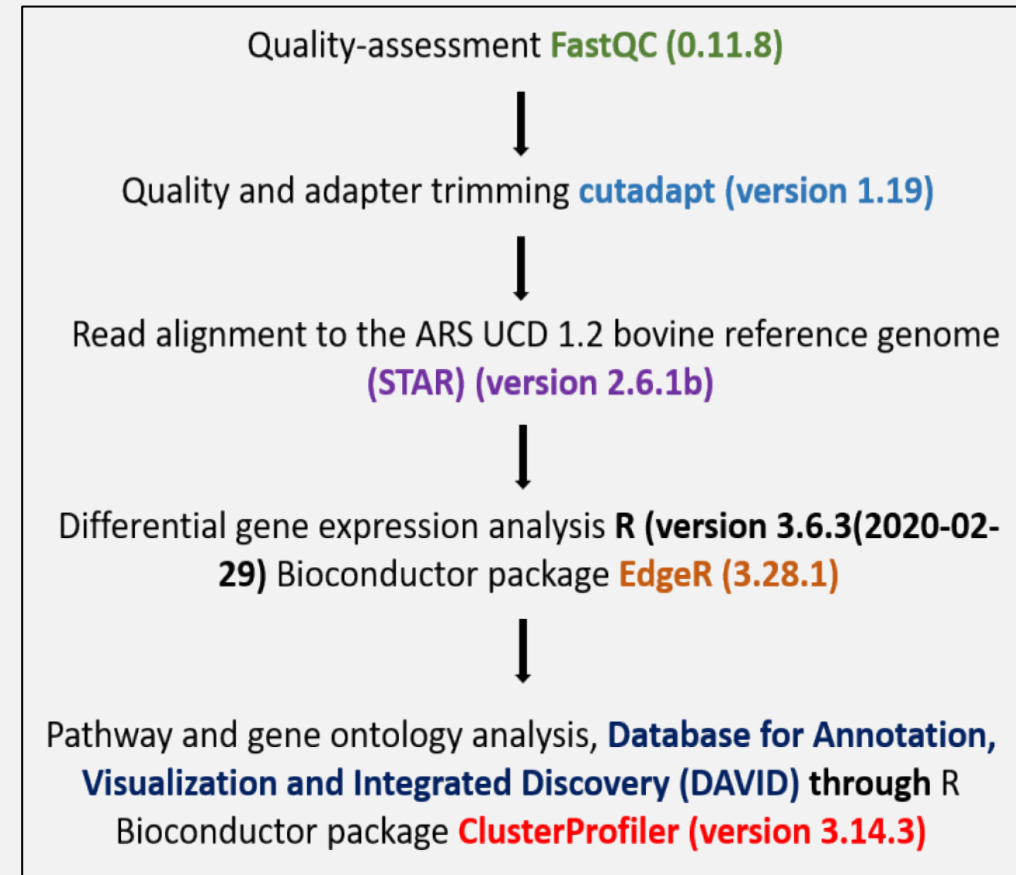 Quality-assessment FastQC (0.11.8)
Quality and adapter trimming cutadapt (version 1.19)
Read alignment to the ARS UCD 1.2 bovine reference genome
(STAR) (version 2.6.1b)
Differential gene expression analysis R (version 3.6.3(2020-02-
29) Bioconductor package EdgeR (3.28.1)
Pathway and gene ontology analysis, Database for Annotation,
Visualization and Integrated Discovery (DAVID) through R
Bioconductor package ClusterProfiler (version 3.14.3)